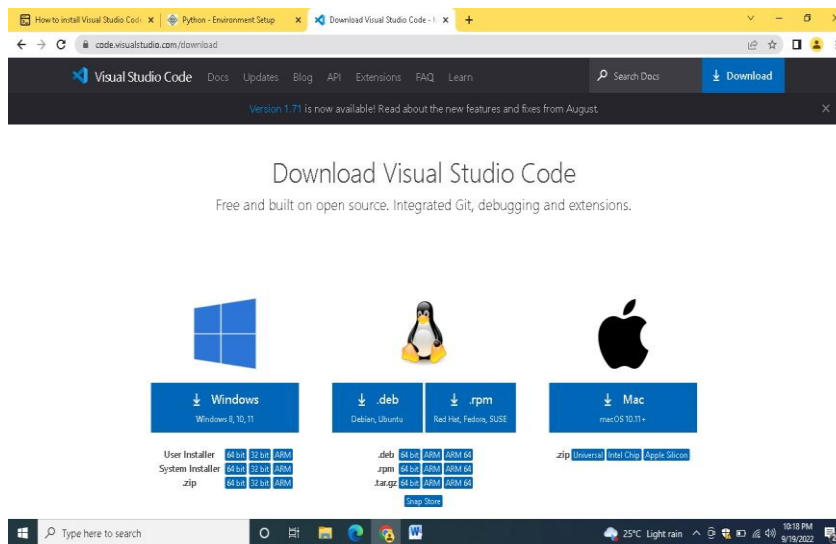 How to install Visual Studio Cod
Python - Environment Setup
Download Visual Studio Code -
code.visualstudio.com/download
Visual Studio Code Docs Updates Blog API Extensions FAQ Learn Search Docs Download
Version 1.71 is now available! Read about the new features and fixes from August.
Download Visual Studio Code
Free and built on open source. Integrated Git, debugging and extensions.
Windows
Windows 8, 10, 11
User Installer 64 bit 32 bit ARM
System Installer 64 bit 32 bit ARM
.zip 64 bit 32 bit ARM
.deb
Debian, Ubuntu
.rpm
Red Hat, Fedora, SUSE
.deb 64 bit ARM ARM 64
.rpm 64 bit ARM ARM 64
.tar.gz 64 bit ARM ARM 64
Snap Store
Mac
macOS 10.11+
.zip Universal Intel Chip Apple Silicon
Type here to search
25°C Light rain
10:18 PM
9/19/2022